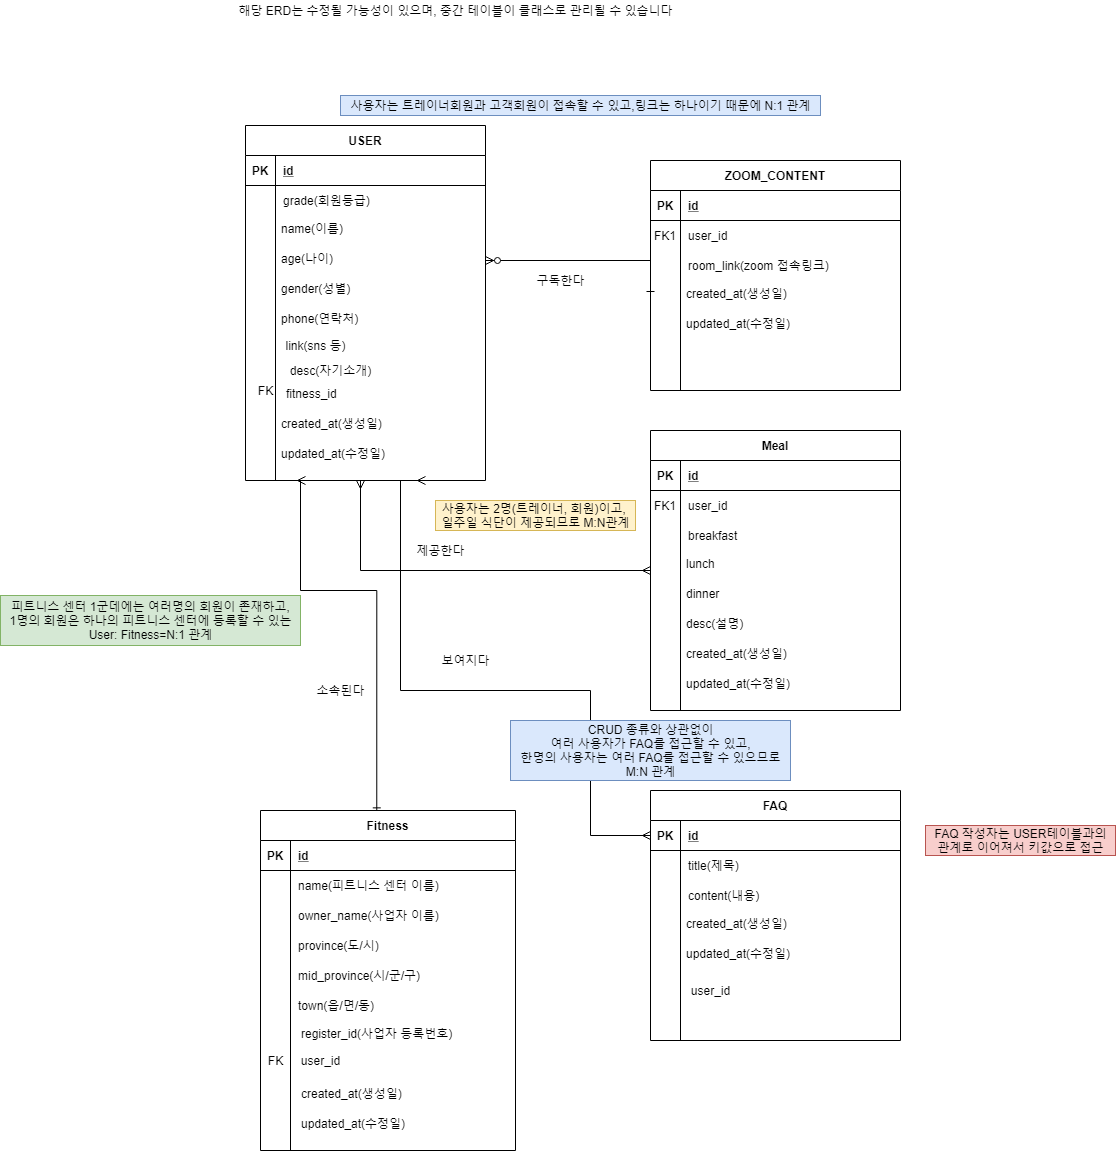 해당 ERD는 수정될 가능성이 있으며, 중간 테이블이 클래스로 관리될 수 있습니다
사용자는 트레이너회원과 고객회원이 접속할 수 있고,링크는 하나이기 때문에 N:1 관계
USER
PK id
grade(회원등급)
name(이름)
age(나이)
gender(성별)
phone(연락처)
link(sns 등)
desc(자기소개)
FK fitness_id
created_at(생성일)
updated_at(수정일)
구독한다
ZOOM_CONTENT
PK id
FK1 user_id
room_link(zoom 접속링크)
created_at(생성일)
updated_at(수정일)
사용자는 2명(트레이너, 회원)이고,
일주일 식단이 제공되므로 M:N관계
제공한다
Meal
PK id
FK1 user_id
breakfast
lunch
dinner
desc(설명)
created_at(생성일)
updated_at(수정일)
피트니스 센터 1군데에는 여러명의 회원이 존재하고,
1명의 회원은 하나의 피트니스 센터에 등록할 수 있는
User: Fitness=N:1 관계
보여지다
소속된다
CRUD 종류와 상관없이
여러 사용자가 FAQ를 접근할 수 있고,
한명의 사용자는 여러 FAQ를 접근할 수 있으므로
M:N 관계
Fitness
PK id
name(피트니스 센터 이름)
owner_name(사업자 이름)
province(도/시)
mid_province(시/군/구)
town(읍/면/동)
register_id(사업자 등록번호)
FK user_id
created_at(생성일)
updated_at(수정일)
FAQ
PK id
title(제목)
content(내용)
created_at(생성일)
updated_at(수정일)
user_id
FAQ 작성자는 USER테이블과의
관계로 이어져서 키값으로 접근